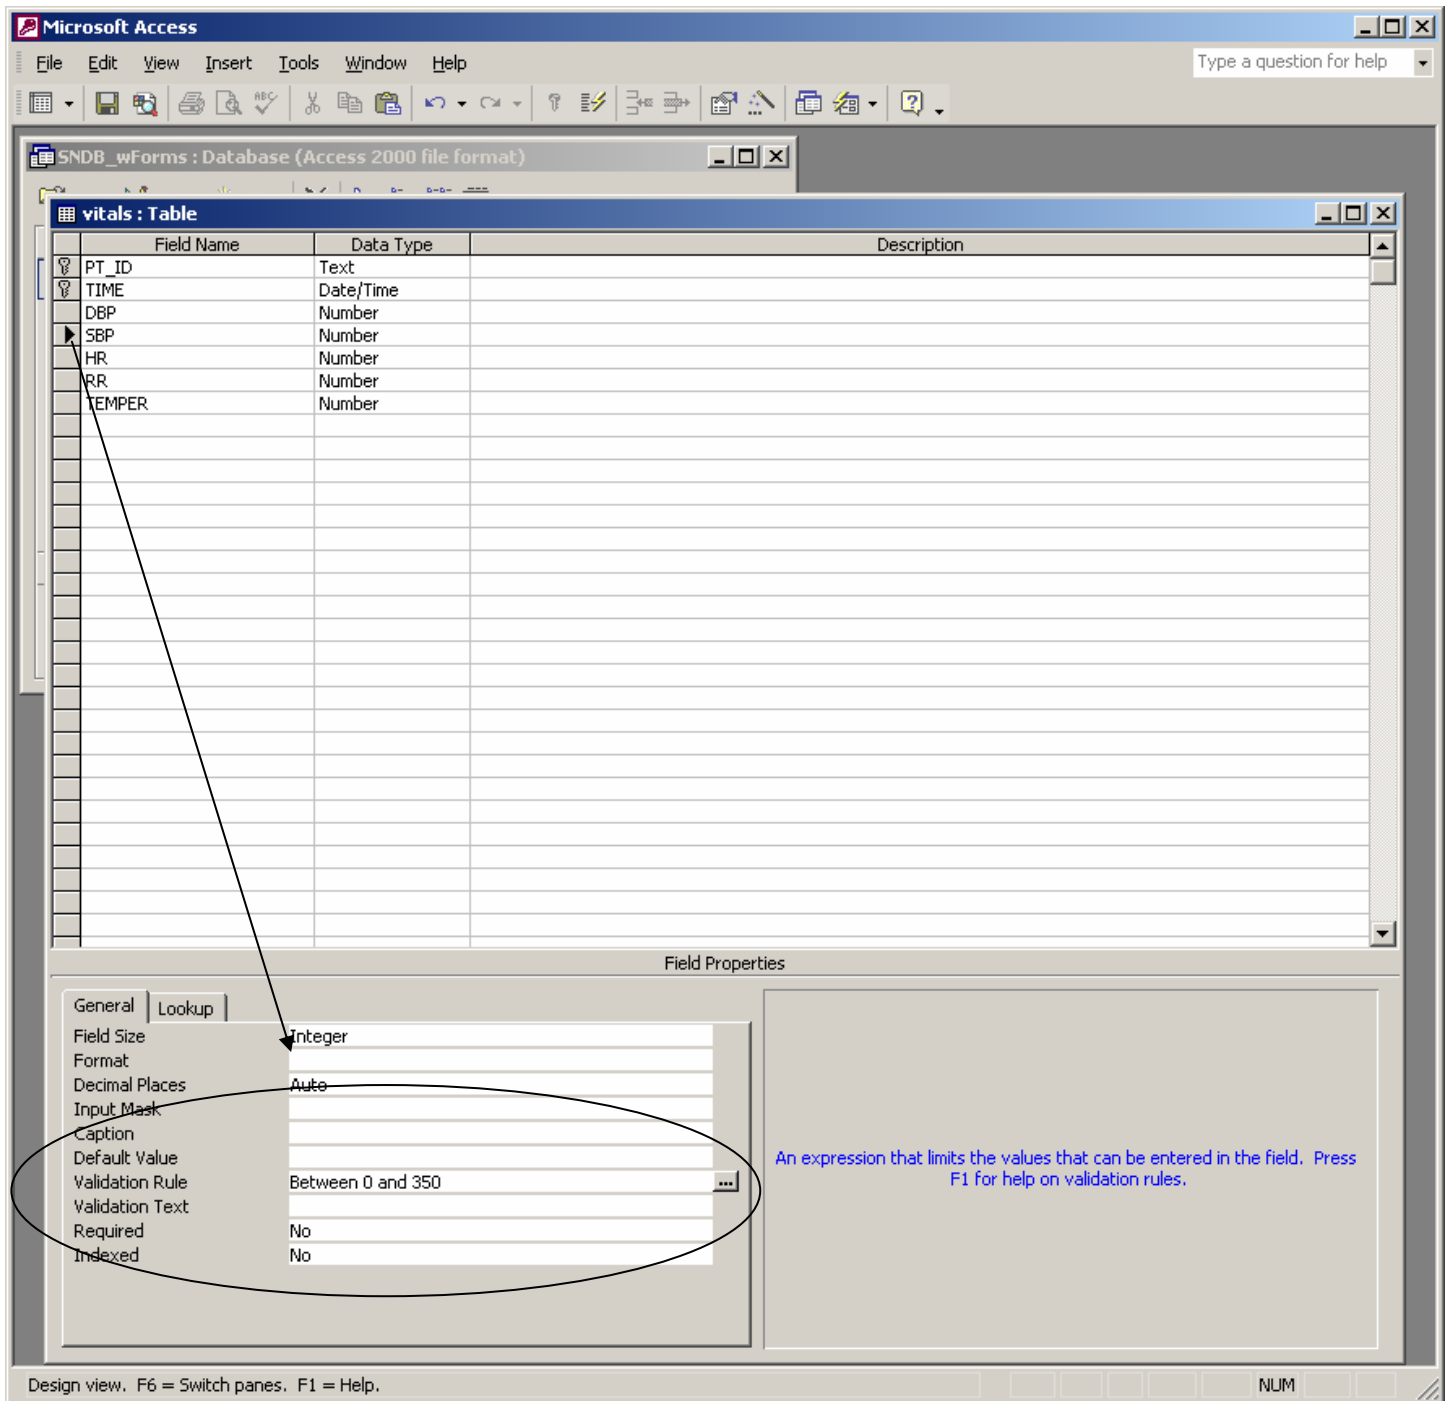 Microsoft Access
File Edit View Insert Tools Window Help Type a question for help
ABC
SNDB_wForms : Database (Access 2000 file format)
vitals : Table
Field Name Data Type Description
PT_ID Text
TIME Date/Time
DBP Number
SBP Number
HR Number
RR Number
TEMPER Number
Field Properties
General Lookup
Field Size Integer
Format
Decimal Places Auto
Input Mask
Caption
Default Value
Validation Rule Between 0 and 350 ...
Validation Text
Required No
Indexed No
An expression that limits the values that can be entered in the field. Press
F1 for help on validation rules.
Design view. F6 = Switch panes. F1 = Help. NUM